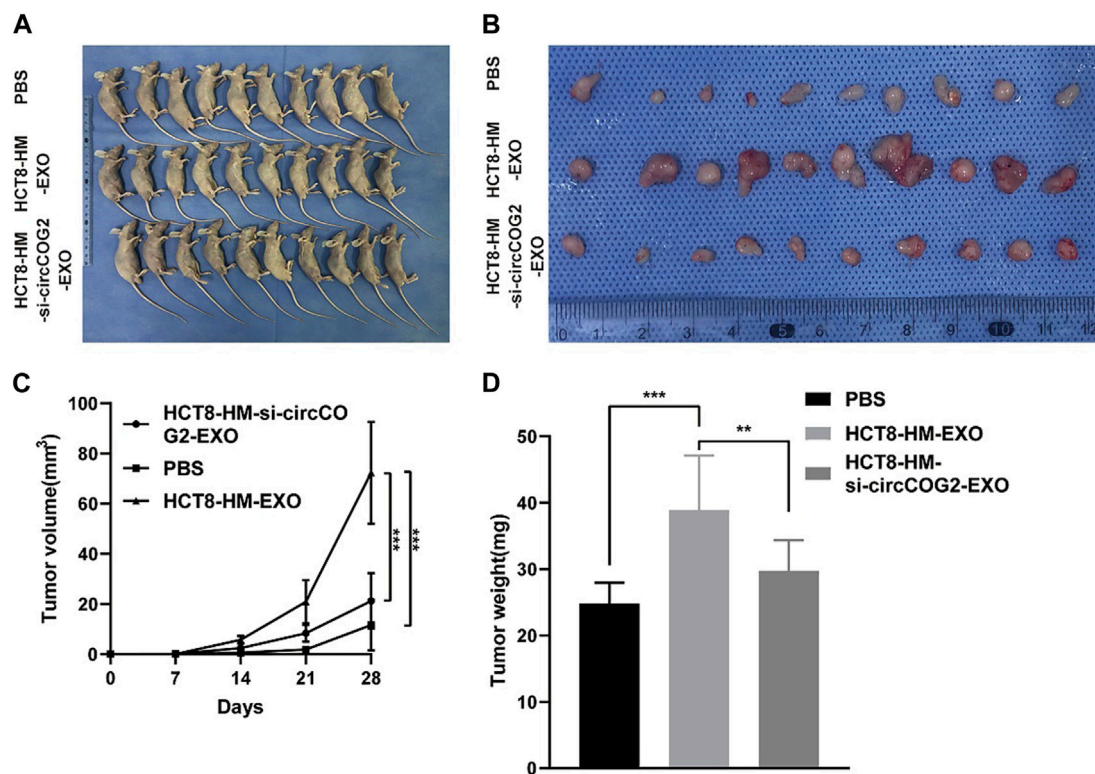 A
PBS
HCT8-HM
-EXO
HCT8-HM
-si-circCOG2
-EXO
B
PBS
HCT8-HM
-EXO
HCT8-HM
-si-circCOG2
-EXO
0 1 2 3 4 5 6 7 8 9 10 11 12
C
HCT8-HM-si-circCO
G2-EXO
PBS
HCT8-HM-EXO
Tumor volume(mm³)
100
80
60
40
20
0
***
***
0 7 14 21 28
Days
D
PBS
HCT8-HM-EXO
HCT8-HM-
si-circCOG2-EXO
***
**
Tumor weight(mg)
50
40
30
20
10
0